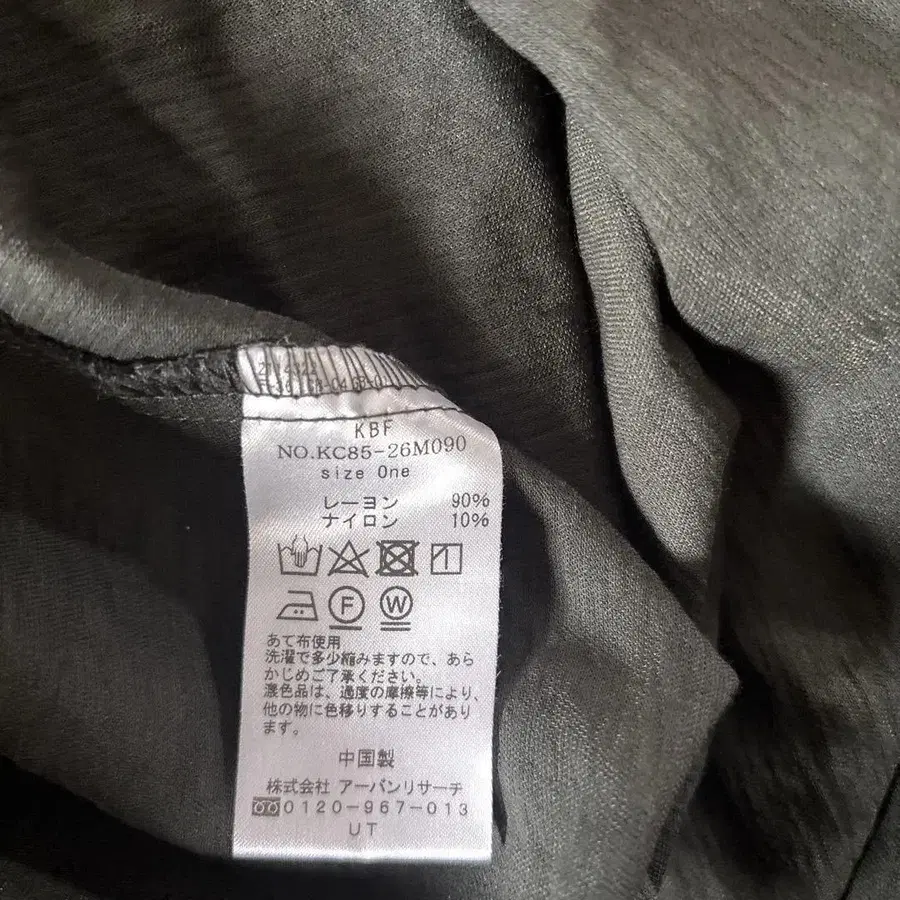 KBF
NO.KC85-26M090
size One
レーヨン 90%
ナイロン 10%
F W
あて布使用
洗濯で多少縮みますので、あら
かじめご了承ください。
濃色品は、過度の摩擦等により、
他の物に色移りすることがあり
ます。
中国製
株式会社 アーバンリサーチ
0120-967-013
UT